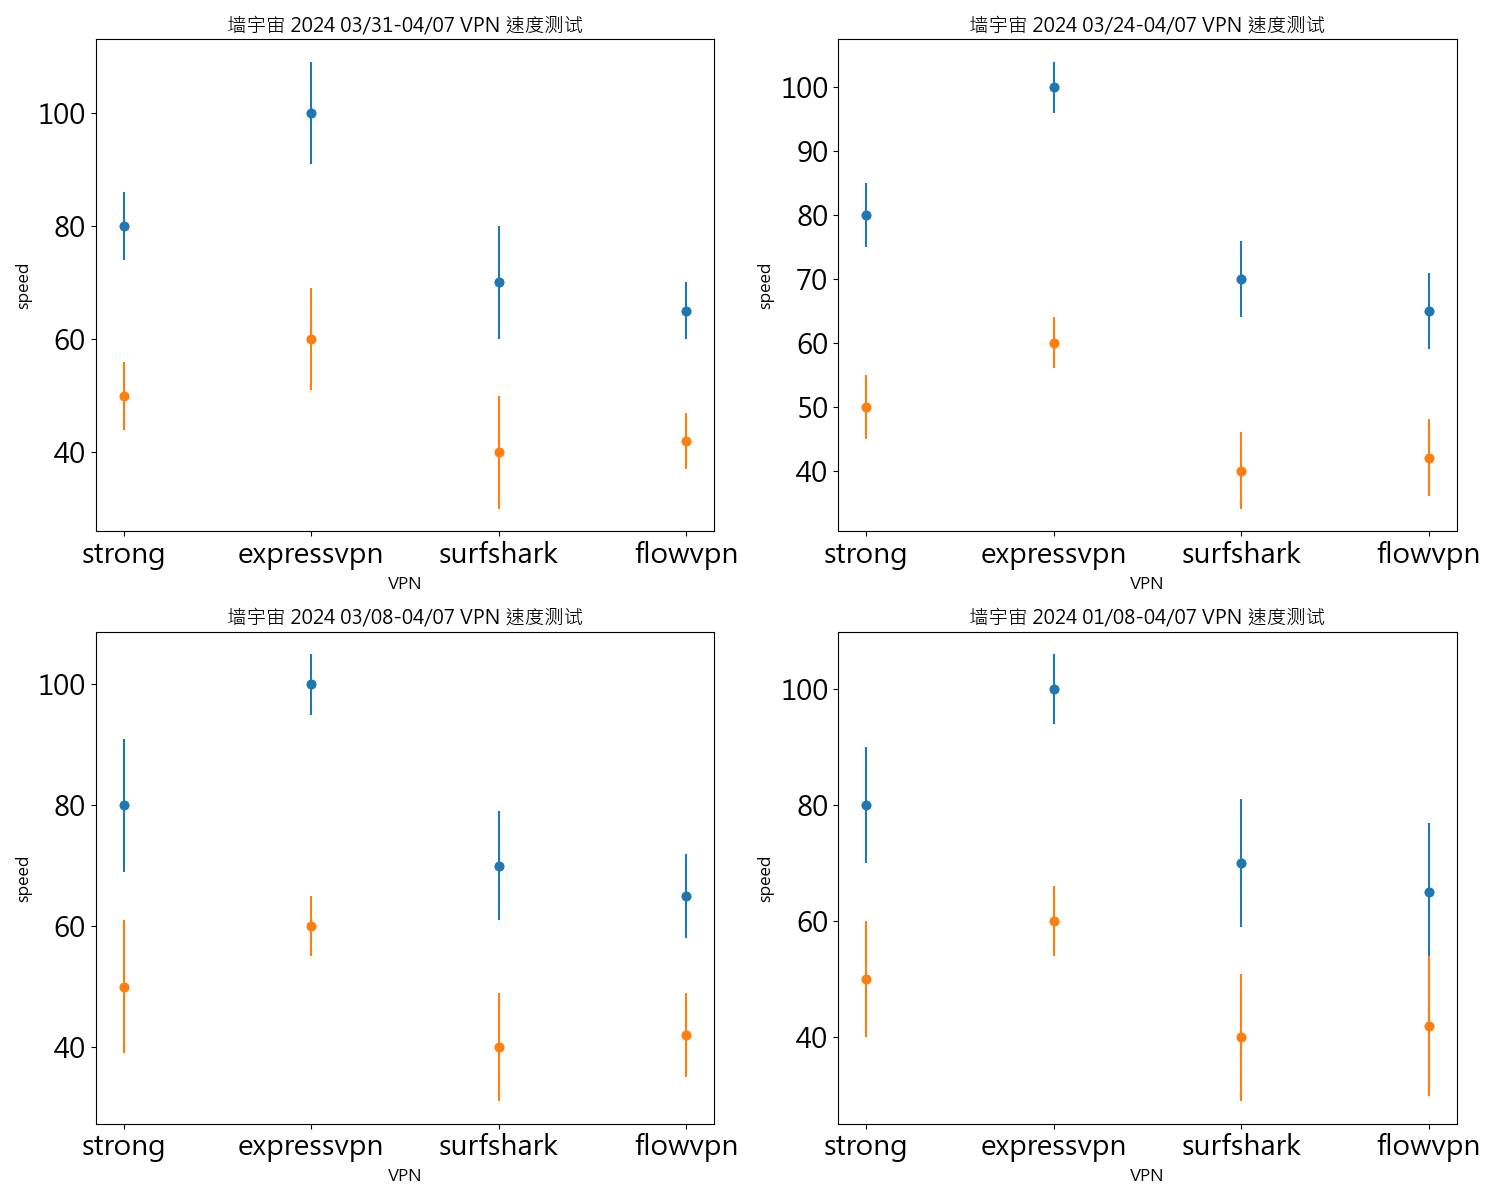 墙宇宙 2024 03/31-04/07 VPN 速度测试
100
80
60
40
speed
strong expressvpn surfshark flowvpn
VPN
墙宇宙 2024 03/24-04/07 VPN 速度测试
100
90
80
70
60
50
40
speed
strong expressvpn surfshark flowvpn
VPN
墙宇宙 2024 03/08-04/07 VPN 速度测试
100
80
60
40
speed
strong expressvpn surfshark flowvpn
VPN
墙宇宙 2024 01/08-04/07 VPN 速度测试
100
80
60
40
speed
strong expressvpn surfshark flowvpn
VPN